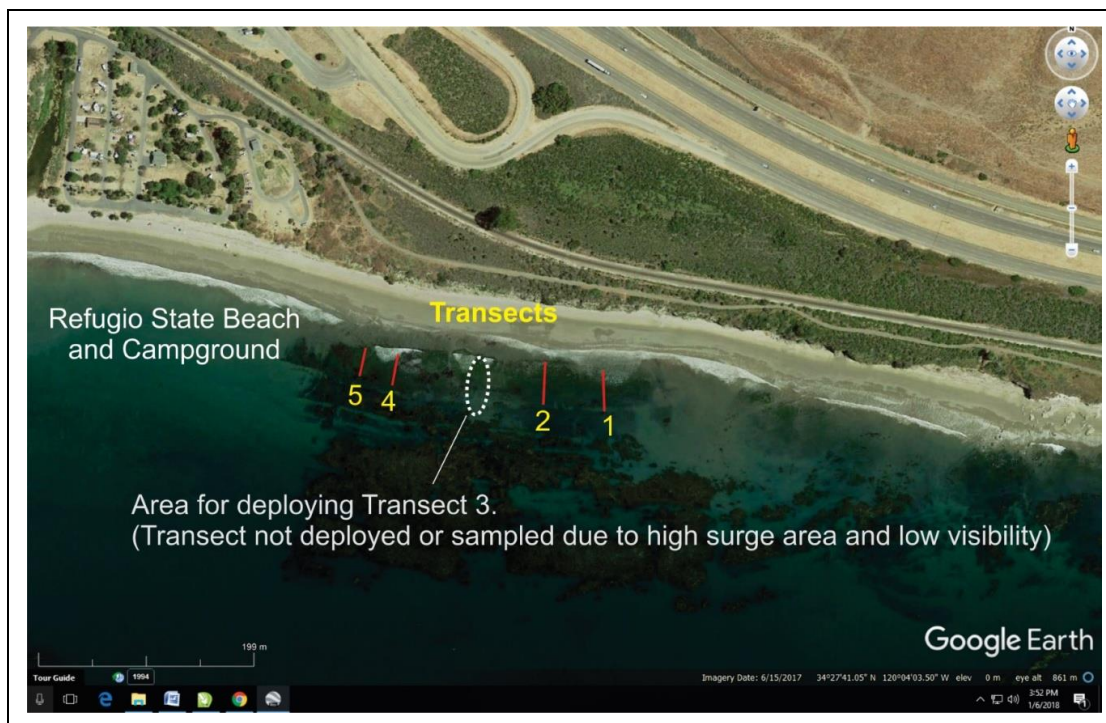 N
Refugio State Beach
and Campground
Transects
5
4
2
1
Area for deploying Transect 3.
(Transect not deployed or sampled due to high surge area and low visibility)
Google Earth
199 m
Tour Guide
1994
Imagery Date: 6/15/2017 34°27'41.05" N 120°04'03.50" W elev 0 m eye alt 861 m
3:52 PM
1/6/2018